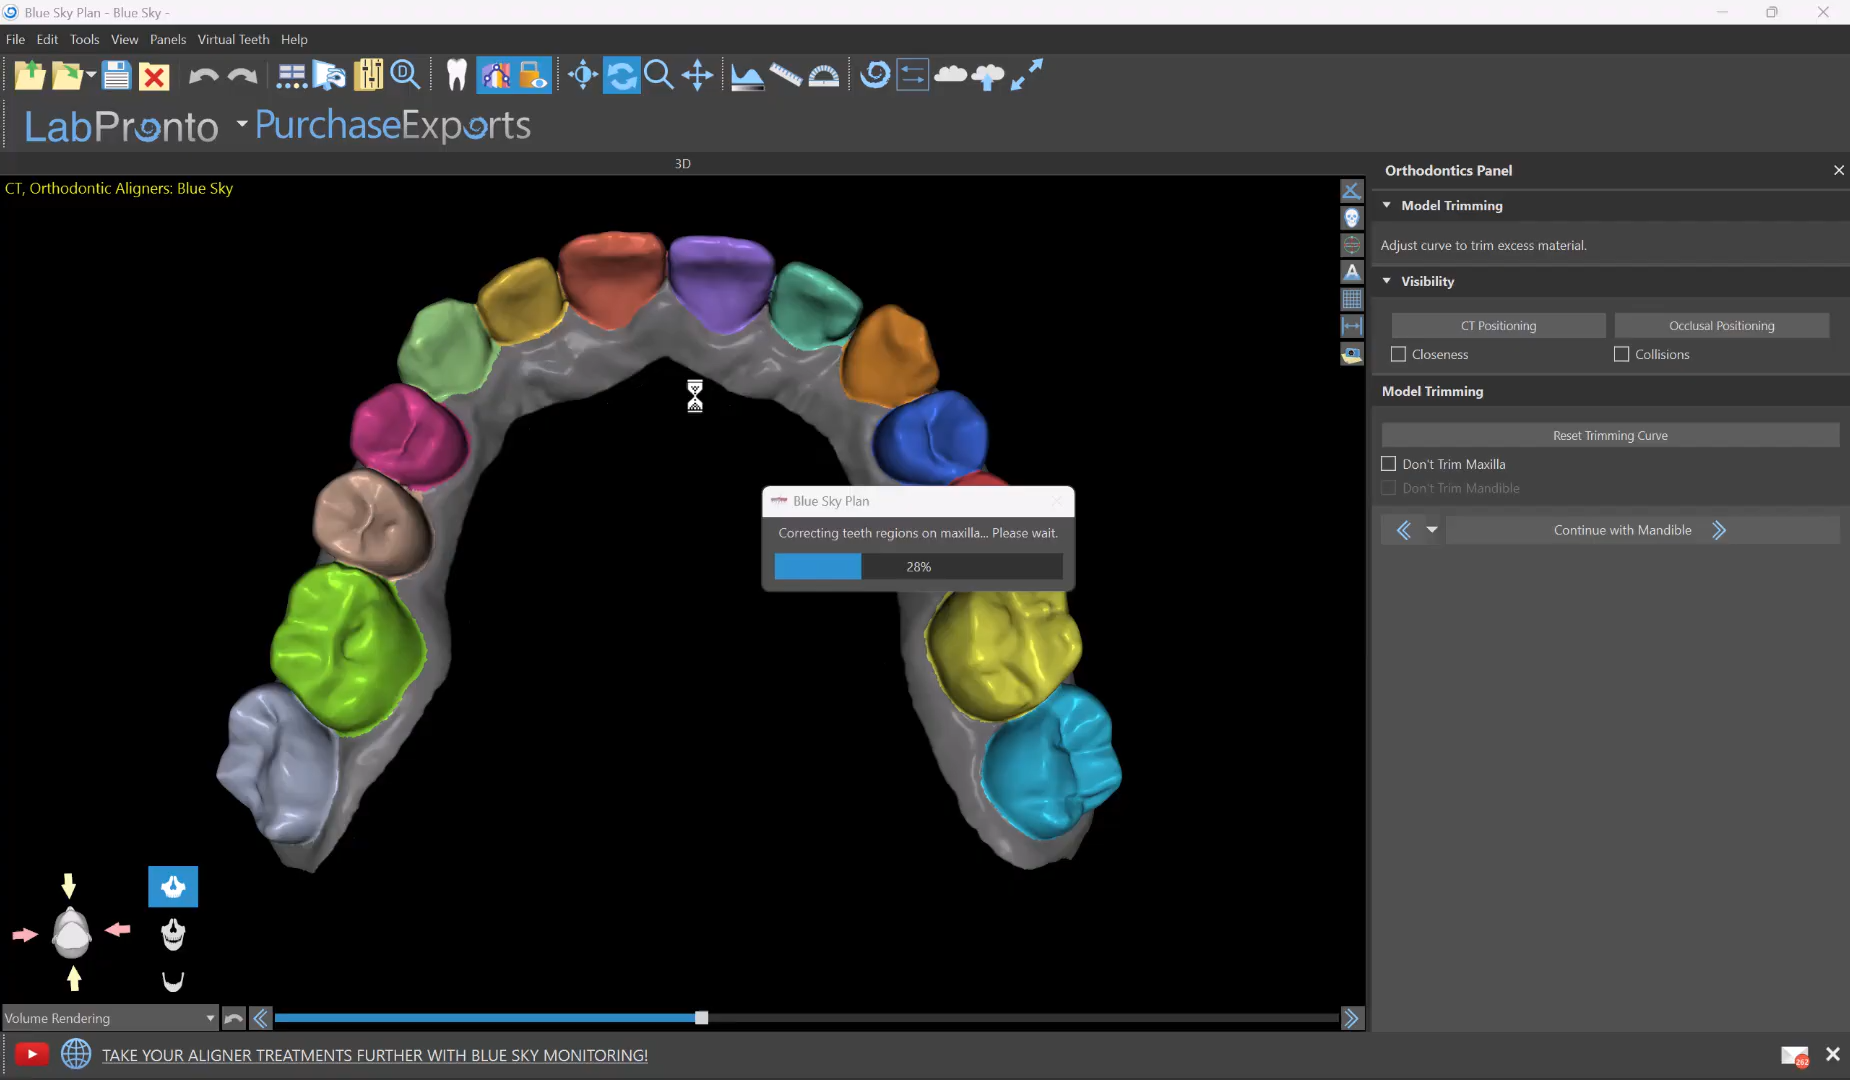 Blue Sky Plan - Blue Sky -
File Edit Tools View Panels Virtual Teeth Help
D
LabPronto PurchaseExports
3D
CT, Orthodontic Aligners: Blue Sky
Orthodontics Panel
Model Trimming
Adjust curve to trim excess material.
Visibility
CT Positioning Occlusal Positioning
Closeness Collisions
Model Trimming
Reset Trimming Curve
Don't Trim Maxilla
Don't Trim Mandible
Continue with Mandible
Blue Sky Plan
Correcting teeth regions on maxilla... Please wait.
28%
Volume Rendering
TAKE YOUR ALIGNER TREATMENTS FURTHER WITH BLUE SKY MONITORING!
262